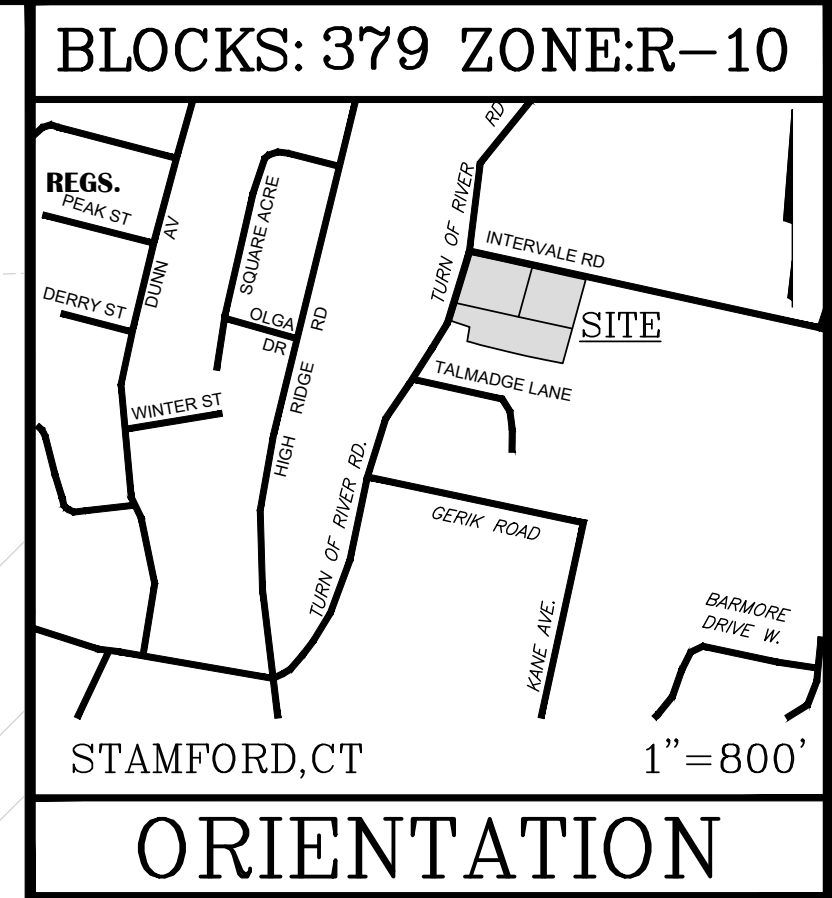 BLOCKS: 379 ZONE:R-10
RD
REGS.
PEAK ST
DUNN AV
SQUARE ACRE
TURN OF RIVER
INTERVALE RD
DERRY ST
OLGA
DR
HIGH RIDGE RD
SITE
WINTER ST
TALMADGE LANE
TURN OF RIVER RD.
GERIK ROAD
KANE AVE.
BARMORE
DRIVE W.
STAMFORD,CT
1"=800'
ORIENTATION